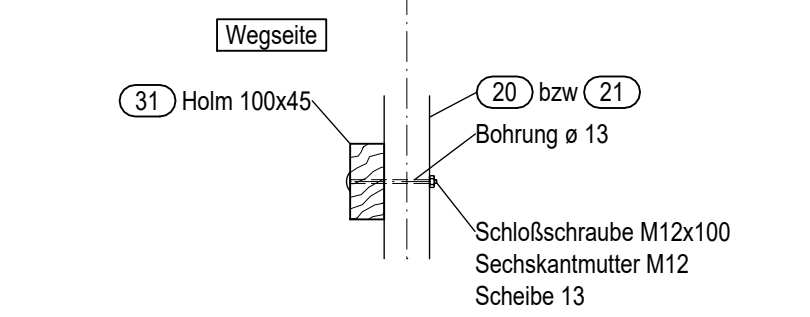 Wegseite
31 Holm 100x45
20 bzw 21
Bohrung ø 13
Schloßschraube M12x100
Sechskantmutter M12
Scheibe 13